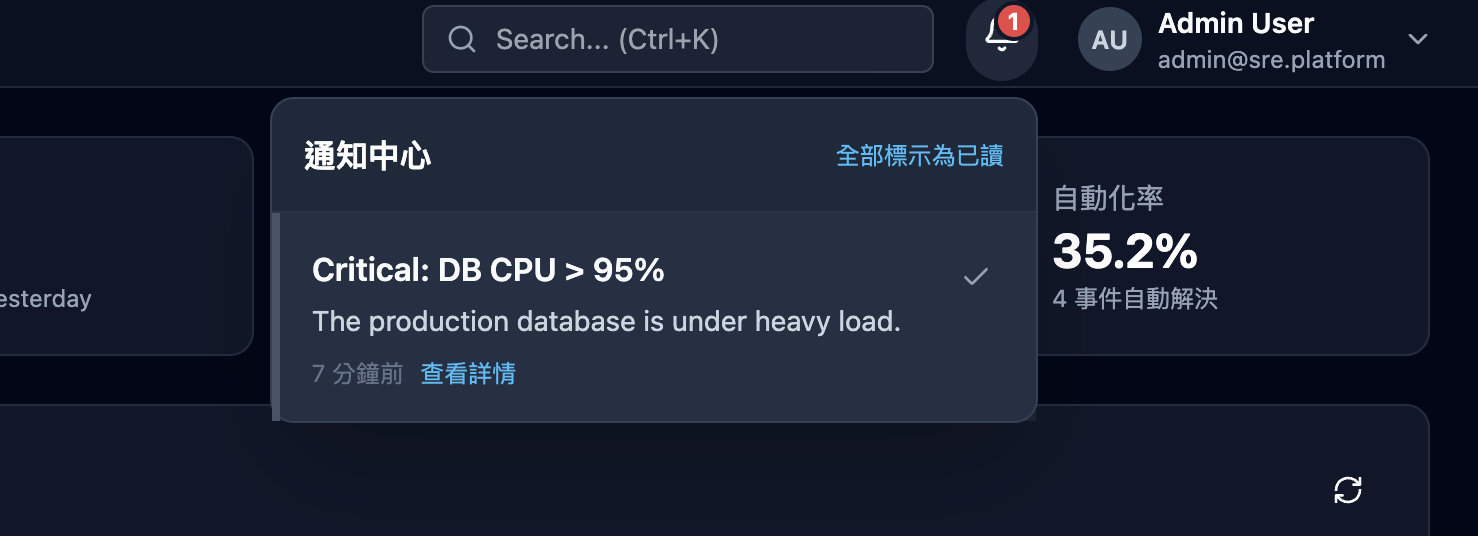 Search... (Ctrl+K)
1
AU
Admin User
admin@sre.platform
通知中心
全部標示為已讀
Critical: DB CPU > 95%
The production database is under heavy load.
7 分鐘前 查看詳情
esterday
自動化率
35.2%
4 事件自動解決